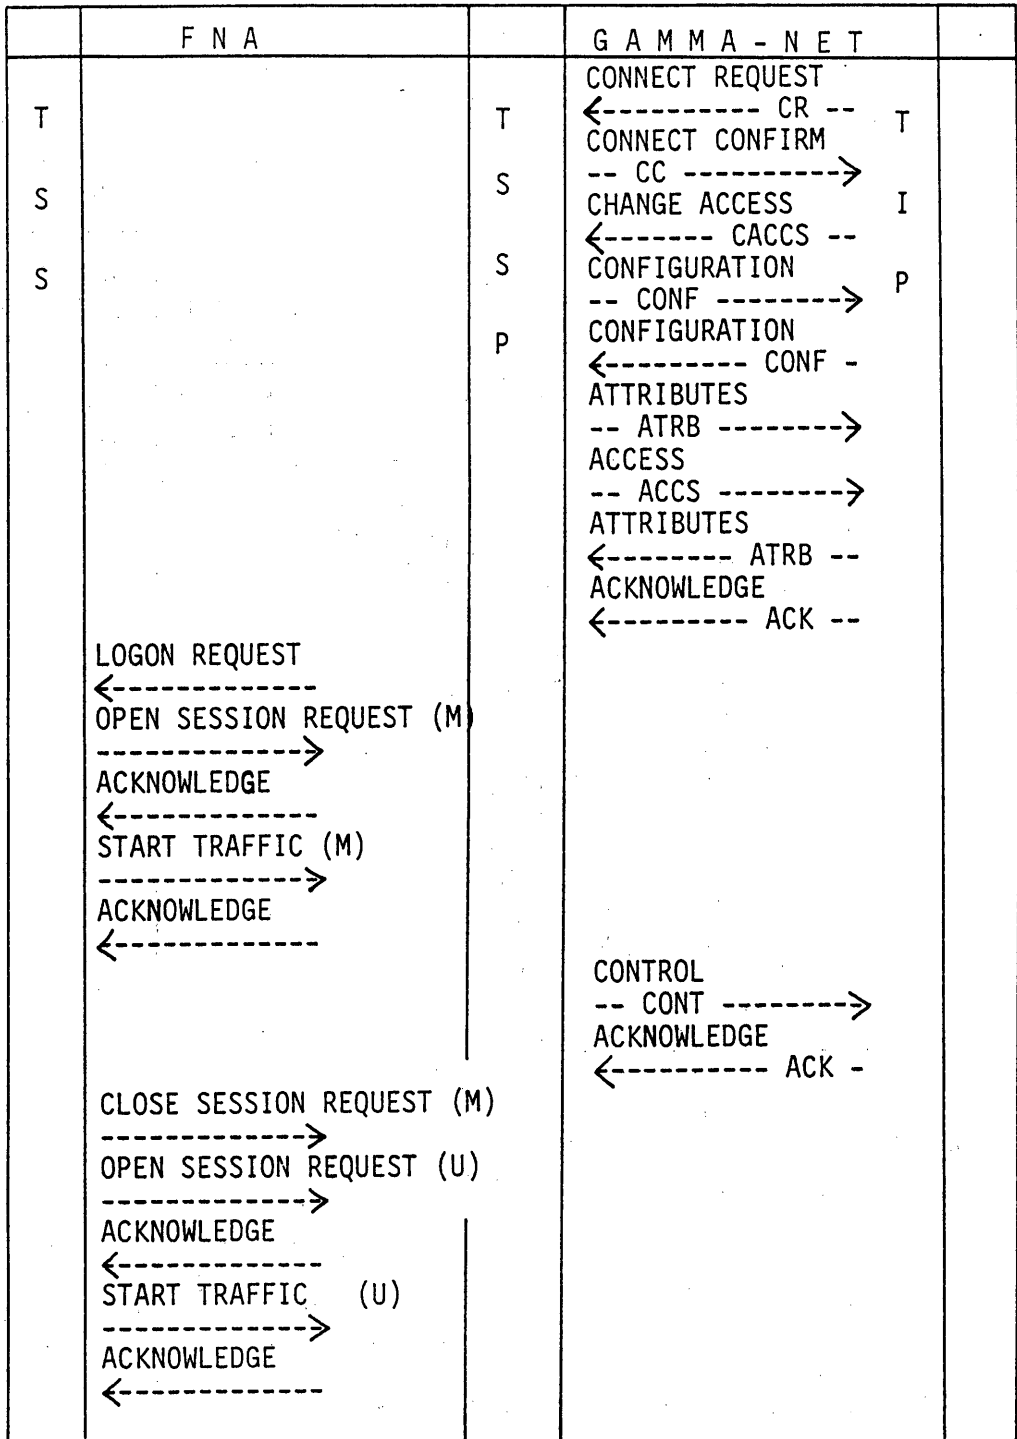 F N A G A M M A - N E T
CONNECT REQUEST
T T <---------- CR -- T
CONNECT CONFIRM
S -- CC ---------->
S CHANGE ACCESS I
<------- CACCS --
S CONFIGURATION
S -- CONF --------> P
P CONFIGURATION
<--------- CONF -
ATTRIBUTES
-- ATRB -------->
ACCESS
-- ACCS -------->
ATTRIBUTES
<-------- ATRB --
ACKNOWLEDGE
<--------- ACK --
LOGON REQUEST
<-------------
OPEN SESSION REQUEST (M)
------------->
ACKNOWLEDGE
<-------------
START TRAFFIC (M)
------------->
ACKNOWLEDGE
<-------------
CONTROL
-- CONT -------->
ACKNOWLEDGE
<---------- ACK -
CLOSE SESSION REQUEST (M)
------------->
OPEN SESSION REQUEST (U)
------------->
ACKNOWLEDGE
<-------------
START TRAFFIC (U)
------------->
ACKNOWLEDGE
<-------------